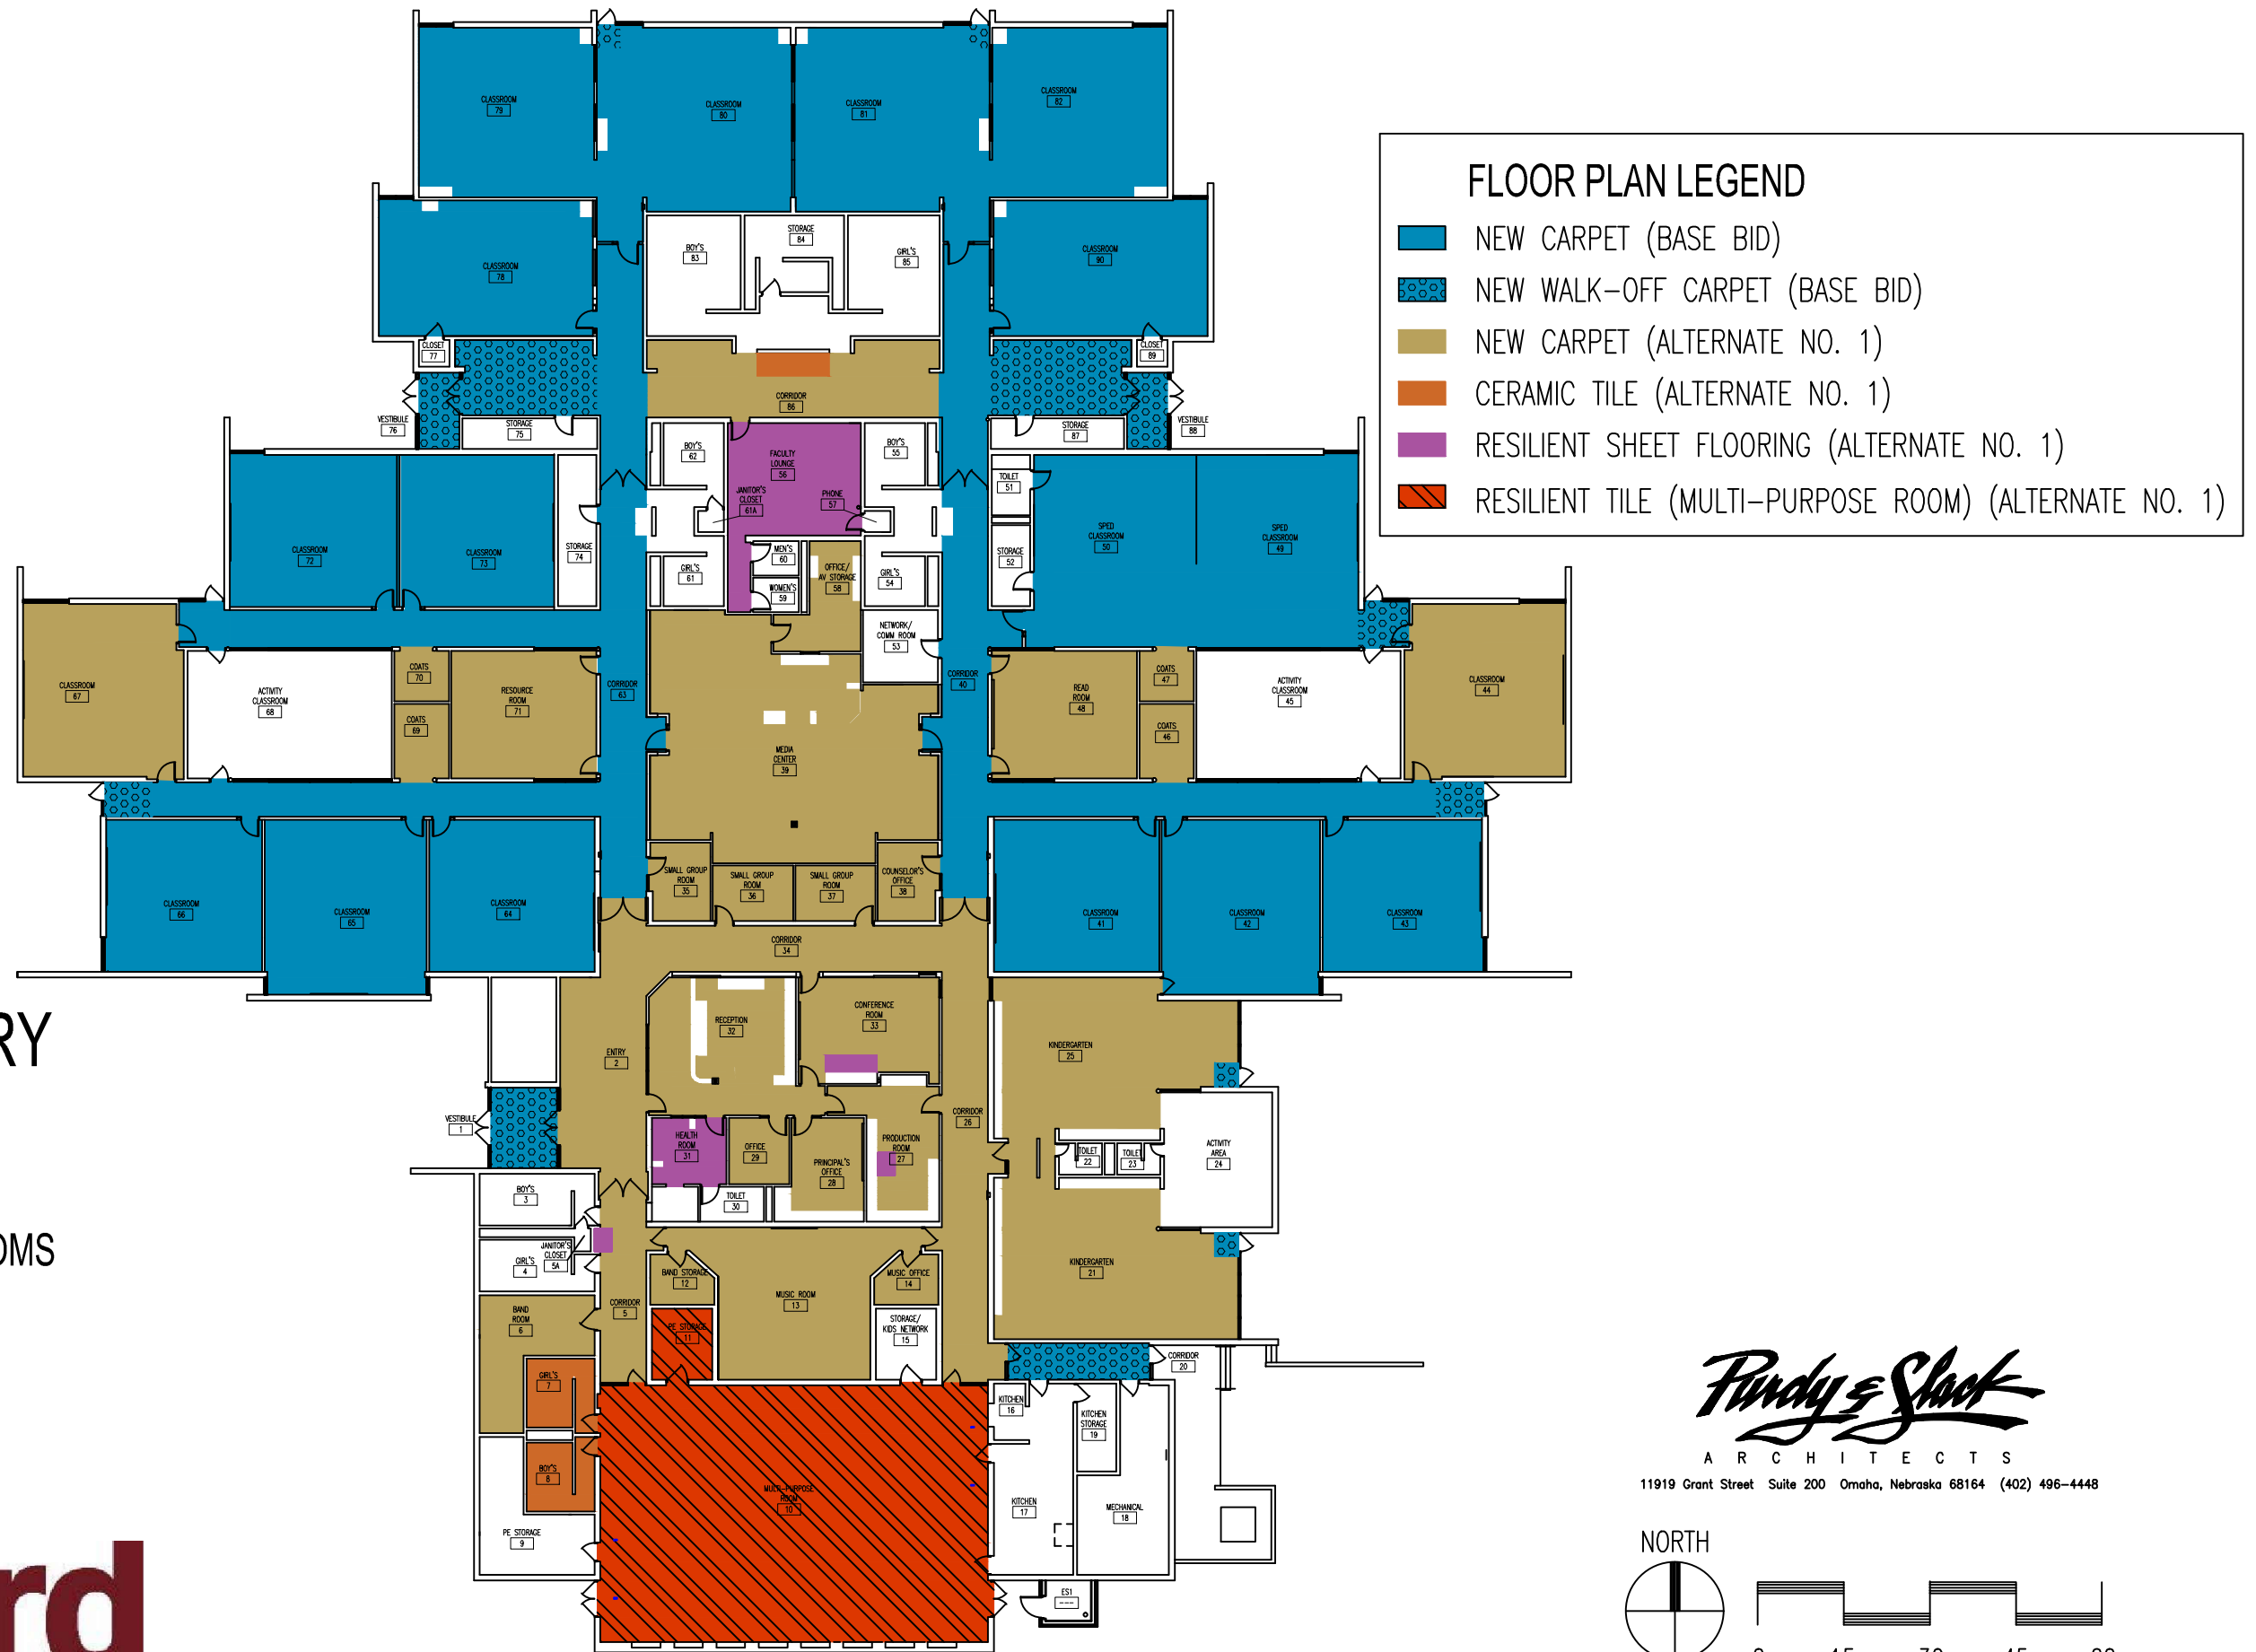 CLASSROOM
79
CLASSROOM
80
CLASSROOM
81
CLASSROOM
82
FLOOR PLAN LEGEND
NEW CARPET (BASE BID)
NEW WALK-OFF CARPET (BASE BID)
NEW CARPET (ALTERNATE NO. 1)
CERAMIC TILE (ALTERNATE NO. 1)
RESILIENT SHEET FLOORING (ALTERNATE NO. 1)
RESILIENT TILE (MULTI-PURPOSE ROOM) (ALTERNATE NO. 1)
CLASSROOM
78
BOY'S
83
STORAGE
84
GIRL'S
85
CLASSROOM
90
CLOSET
77
CLOSET
89
CORRIDOR
86
VESTIBULE
76
STORAGE
75
STORAGE
87
VESTIBULE
88
BOY'S
62
FACULTY
LOUNGE
56
BOY'S
55
JANITOR'S
CLOSET
61A
PHONE
57
TOILET
51
CLASSROOM
72
CLASSROOM
73
STORAGE
74
GIRL'S
61
MEN'S
60
WOMEN'S
59
OFFICE/
AV STORAGE
58
GIRL'S
54
STORAGE
52
SPED
CLASSROOM
50
SPED
CLASSROOM
49
NETWORK/
COMM ROOM
53
CLASSROOM
67
ACTIVITY
CLASSROOM
68
COATS
70
COATS
69
RESOURCE
ROOM
71
CORRIDOR
63
MEDIA
CENTER
39
CORRIDOR
40
READ
ROOM
48
COATS
47
COATS
46
ACTIVITY
CLASSROOM
45
CLASSROOM
44
CLASSROOM
66
CLASSROOM
65
CLASSROOM
64
SMALL GROUP
ROOM
35
SMALL GROUP
ROOM
36
SMALL GROUP
ROOM
37
COUNSELOR'S
OFFICE
38
CLASSROOM
41
CLASSROOM
42
CLASSROOM
43
CORRIDOR
34
RY
ENTRY
2
RECEPTION
32
CONFERENCE
ROOM
33
KINDERGARTEN
25
VESTIBULE
1
HEALTH
ROOM
31
OFFICE
29
PRINCIPAL'S
OFFICE
28
PRODUCTION
ROOM
27
CORRIDOR
26
TOILET
22
TOILET
23
ACTIVITY
AREA
24
TOILET
30
BOY'S
3
OMS
GIRL'S
4
JANITOR'S
CLOSET
5A
CORRIDOR
5
BAND STORAGE
12
MUSIC ROOM
13
MUSIC OFFICE
14
KINDERGARTEN
21
BAND
ROOM
6
PE STORAGE
11
STORAGE/
KIDS NETWORK
15
CORRIDOR
20
GIRL'S
7
KITCHEN
16
KITCHEN
STORAGE
19
BOY'S
8
PE STORAGE
9
MULTI-PURPOSE
ROOM
10
KITCHEN
17
MECHANICAL
18
ES1
---
Purdy & Slack
ARCHITECTS
11919 Grant Street Suite 200 Omaha, Nebraska 68164 (402) 496-4448
NORTH
rd